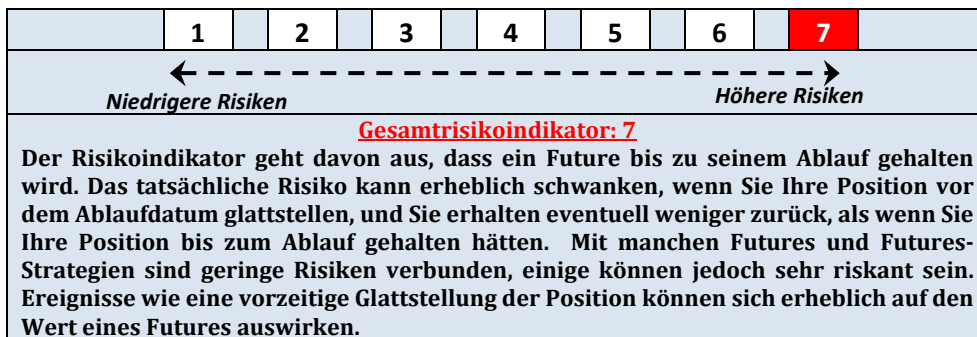 1 2 3 4 5 6 7
Niedrigere Risiken Höhere Risiken
Gesamtrisikoindikator: 7
Der Risikoindikator geht davon aus, dass ein Future bis zu seinem Ablauf gehalten
wird. Das tatsächliche Risiko kann erheblich schwanken, wenn Sie Ihre Position vor
dem Ablaufdatum glattstellen, und Sie erhalten eventuell weniger zurück, als wenn Sie
Ihre Position bis zum Ablauf gehalten hätten. Mit manchen Futures und Futures-
Strategien sind geringe Risiken verbunden, einige können jedoch sehr riskant sein.
Ereignisse wie eine vorzeitige Glattstellung der Position können sich erheblich auf den
Wert eines Futures auswirken.